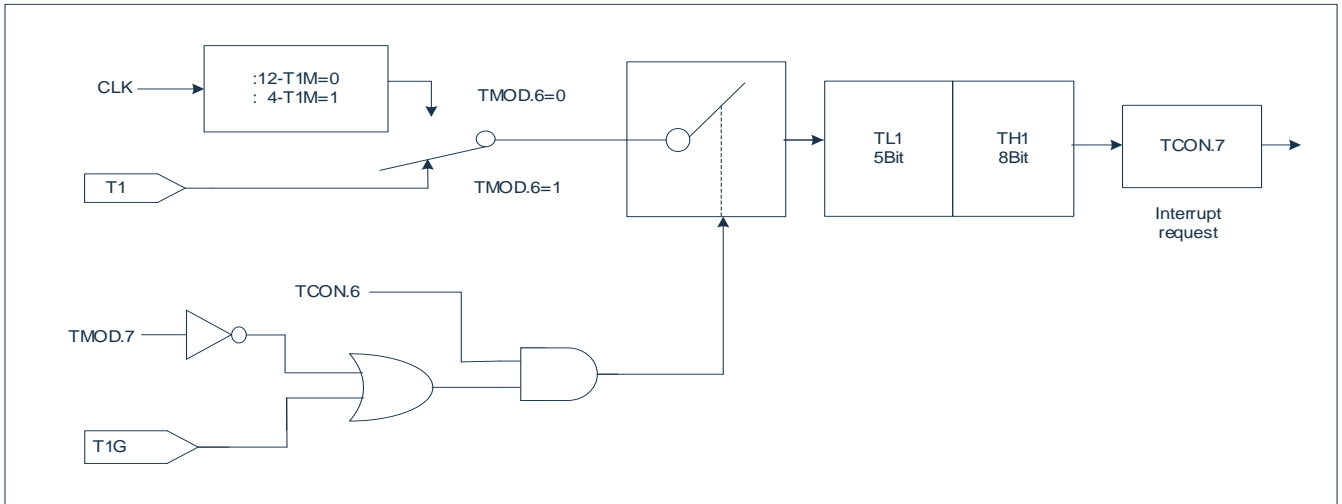 :12-T1M=0
: 4-T1M=1
CLK
TMOD.6=0
TL1
5Bit
TH1
8Bit
TCON.7
T1
TMOD.6=1
Interrupt
request
TCON.6
TMOD.7
T1G